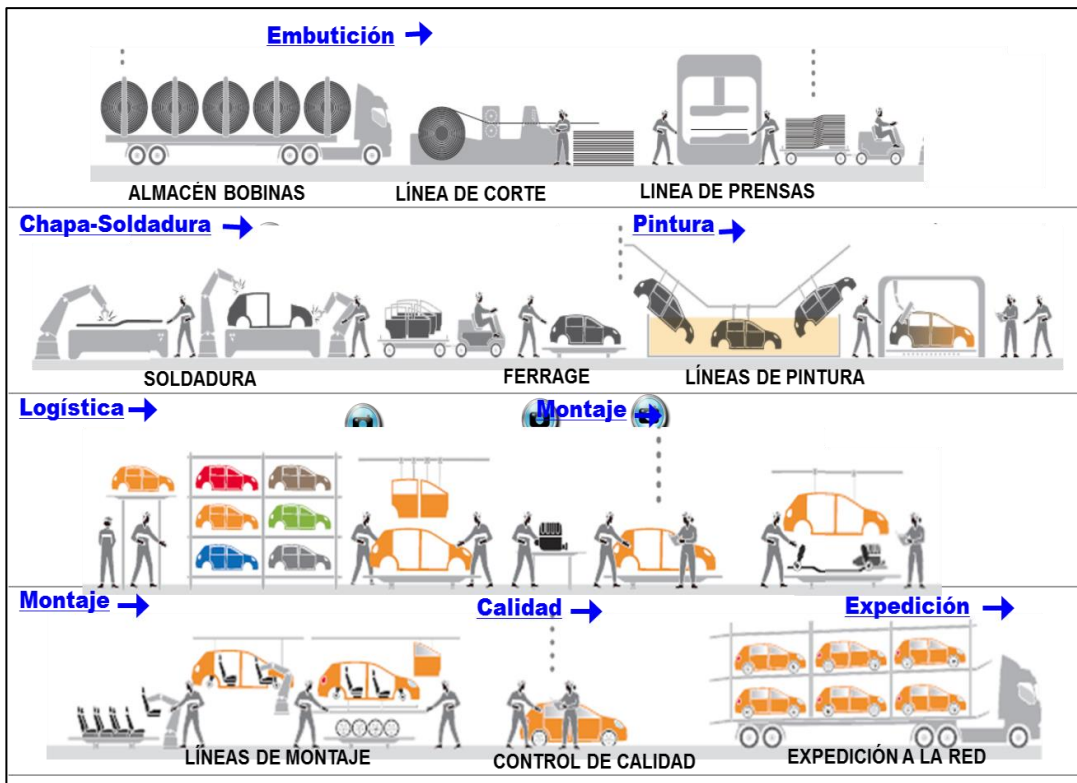 Embutición
ALMACÉN BOBINAS
LÍNEA DE CORTE
LINEA DE PRENSAS
Chapa-Soldadura
Pintura
SOLDADURA
FERRAGE
LÍNEAS DE PINTURA
Logística
Montaje
Montaje
Calidad
Expedición
LÍNEAS DE MONTAJE
CONTROL DE CALIDAD
EXPEDICIÓN A LA RED